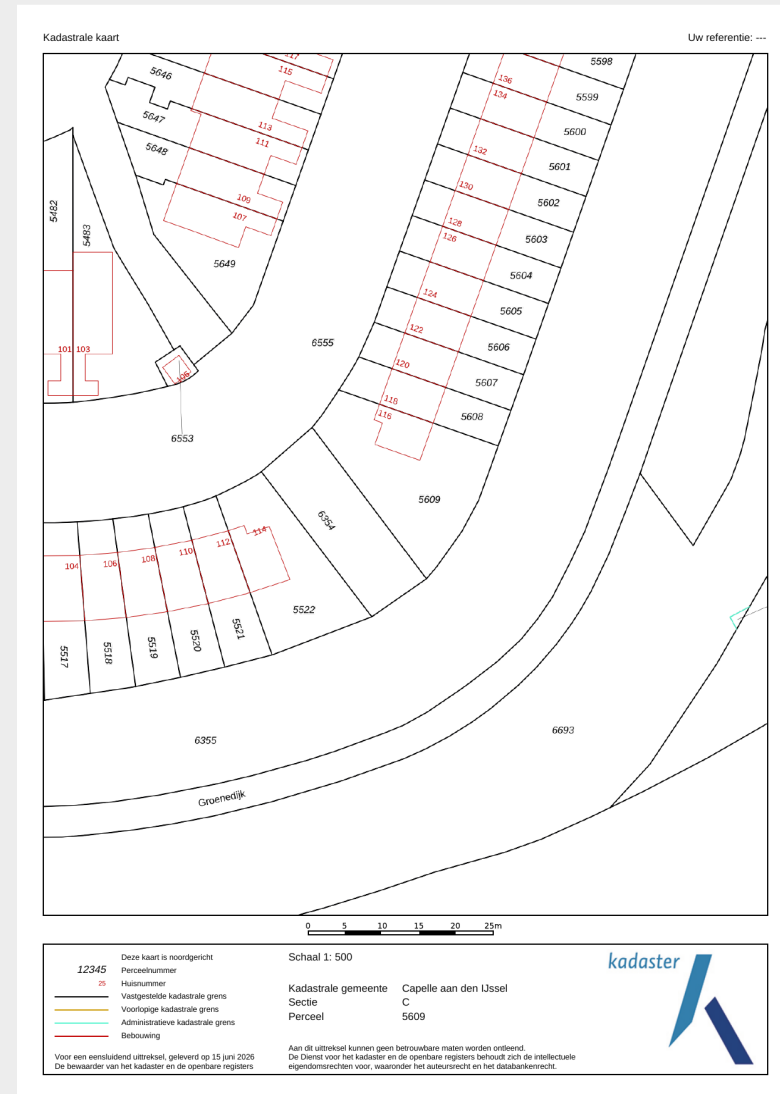 Kadastrale kaart
Uw referentie: ---
5646
5647
5648
117
115
113
111
109
107
5649
5482
5483
101
103
105
6553
6555
136
134
132
130
128
126
124
122
120
118
116
5598
5599
5600
5601
5602
5603
5604
5605
5606
5607
5608
5609
6354
104
106
108
110
112
114
5517
5518
5519
5520
5521
5522
6355
Groenedijk
6693
0 5 10 15 20 25m
Deze kaart is noordgericht
12345 Perceelnummer
25 Huisnummer
Vastgestelde kadastrale grens
Voorlopige kadastrale grens
Administratieve kadastrale grens
Bebouwing
Voor een eensluidend uittreksel, geleverd op 15 juni 2026
De bewaarder van het kadaster en de openbare registers
Schaal 1: 500
Kadastrale gemeente Capelle aan den IJssel
Sectie C
Perceel 5609
Aan dit uittreksel kunnen geen betrouwbare maten worden ontleend.
De Dienst voor het kadaster en de openbare registers behoudt zich de intellectuele
eigendomsrechten voor, waaronder het auteursrecht en het databankenrecht.
kadaster